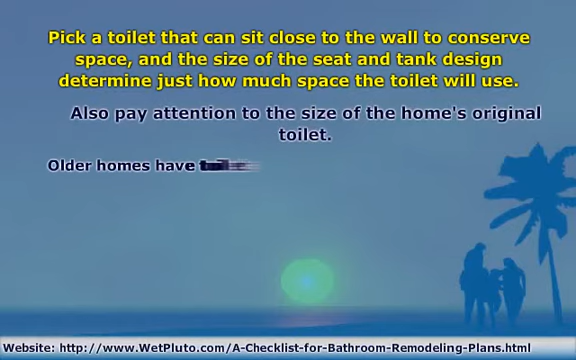 Pick a toilet that can sit close to the wall to conserve
space, and the size of the seat and tank design
determine just how much space the toilet will use.
Also pay attention to the size of the home's original
toilet.
Older homes have
Website: http://www.WetPluto.com/A-Checklist-for-Bathroom-Remodeling-Plans.html